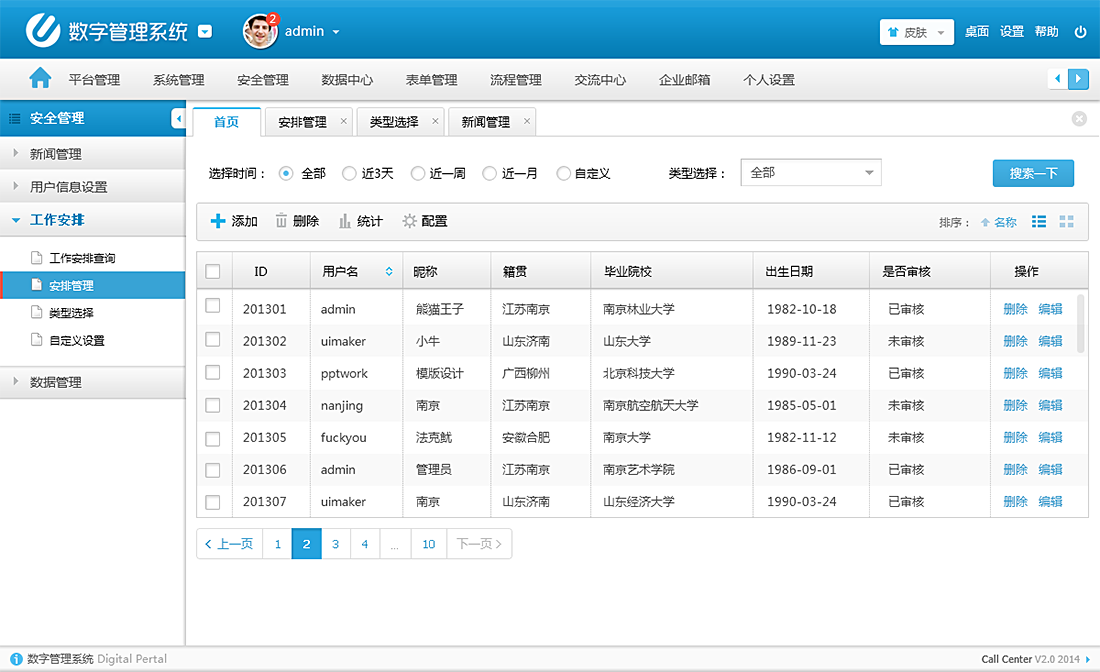 数字管理系统 2 admin 皮肤 桌面 设置 帮助
平台管理 系统管理 安全管理 数据中心 表单管理 流程管理 交流中心 企业邮箱 个人设置
安全管理
新闻管理
用户信息设置
工作安排
工作安排查询
安排管理
类型选择
自定义设置
数据管理
首页 安排管理 × 类型选择 × 新闻管理 ×
选择时间： 全部 近3天 近一周 近一月 自定义 类型选择： 全部 搜索一下
添加 删除 统计 配置 排序： 名称
ID 用户名 昵称 籍贯 毕业院校 出生日期 是否审核 操作
201301 admin 熊猫王子 江苏南京 南京林业大学 1982-10-18 已审核 删除 编辑
201302 uimaker 小牛 山东济南 山东大学 1989-11-23 未审核 删除 编辑
201303 pptwork 模版设计 广西柳州 北京科技大学 1990-03-24 已审核 删除 编辑
201304 nanjing 南京 江苏南京 南京航空航天大学 1985-05-01 未审核 删除 编辑
201305 fuckyou 法克鱿 安徽合肥 南京大学 1982-11-12 未审核 删除 编辑
201306 admin 管理员 江苏南京 南京艺术学院 1986-09-01 已审核 删除 编辑
201307 uimaker 南京 山东济南 山东经济大学 1990-03-24 已审核 删除 编辑
< 上一页 1 2 3 4 ... 10 下一页 >
数字管理系统 Digital Portal Call Center V2.0 2014